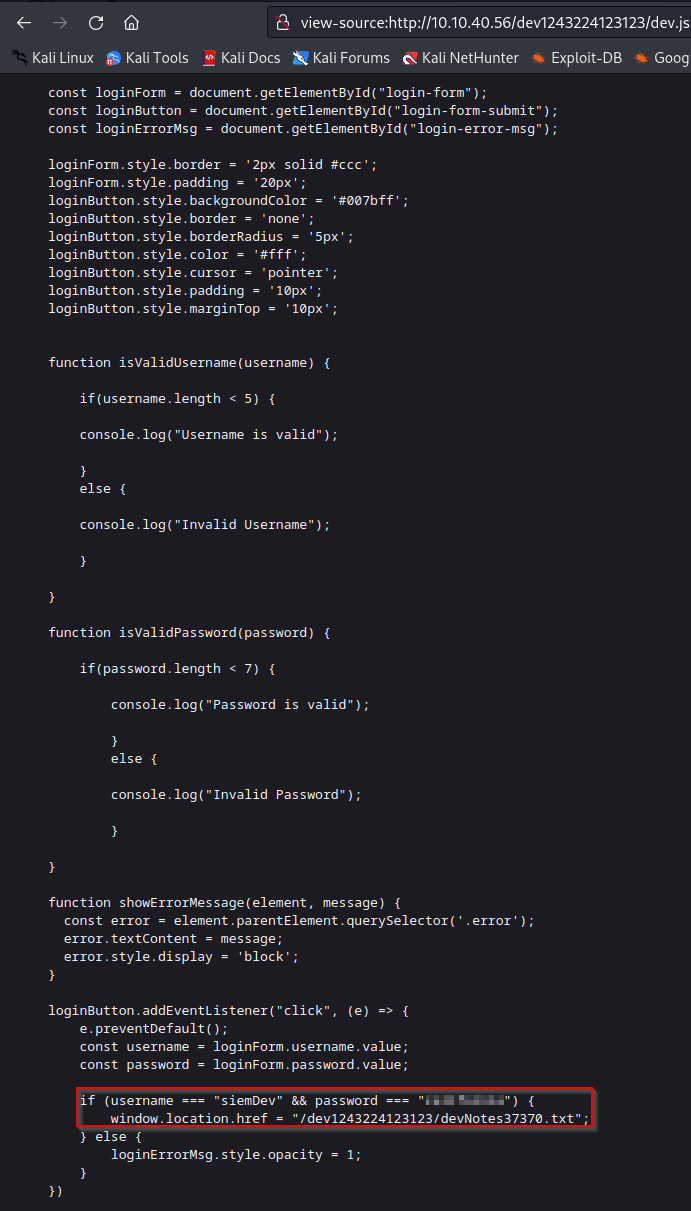 view-source:http://10.10.40.56/dev1243224123123/dev.js
Kali Linux Kali Tools Kali Docs Kali Forums Kali NetHunter Exploit-DB Goog
const loginForm = document.getElementById("login-form");
const loginButton = document.getElementById("login-form-submit");
const loginErrorMsg = document.getElementById("login-error-msg");
loginForm.style.border = '2px solid #ccc';
loginForm.style.padding = '20px';
loginButton.style.backgroundColor = '#007bff';
loginButton.style.border = 'none';
loginButton.style.borderRadius = '5px';
loginButton.style.color = '#fff';
loginButton.style.cursor = 'pointer';
loginButton.style.padding = '10px';
loginButton.style.marginTop = '10px';
function isValidUsername(username) {
if(username.length < 5) {
console.log("Username is valid");
}
else {
console.log("Invalid Username");
}
}
function isValidPassword(password) {
if(password.length < 7) {
console.log("Password is valid");
}
else {
console.log("Invalid Password");
}
}
function showErrorMessage(element, message) {
const error = element.parentElement.querySelector('.error');
error.textContent = message;
error.style.display = 'block';
}
loginButton.addEventListener("click", (e) => {
e.preventDefault();
const username = loginForm.username.value;
const password = loginForm.password.value;
if (username === "siemDev" && password === "") {
window.location.href = "/dev1243224123123/devNotes37370.txt";
} else {
loginErrorMsg.style.opacity = 1;
}
})